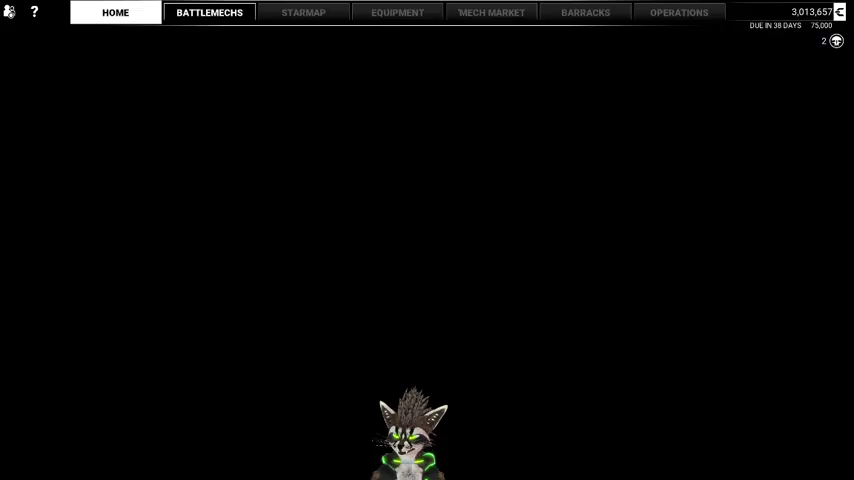 ?
HOME
BATTLEMECHS
STARMAP
EQUIPMENT
'MECH MARKET
BARRACKS
OPERATIONS
3,013,657
DUE IN 38 DAYS 75,000
2